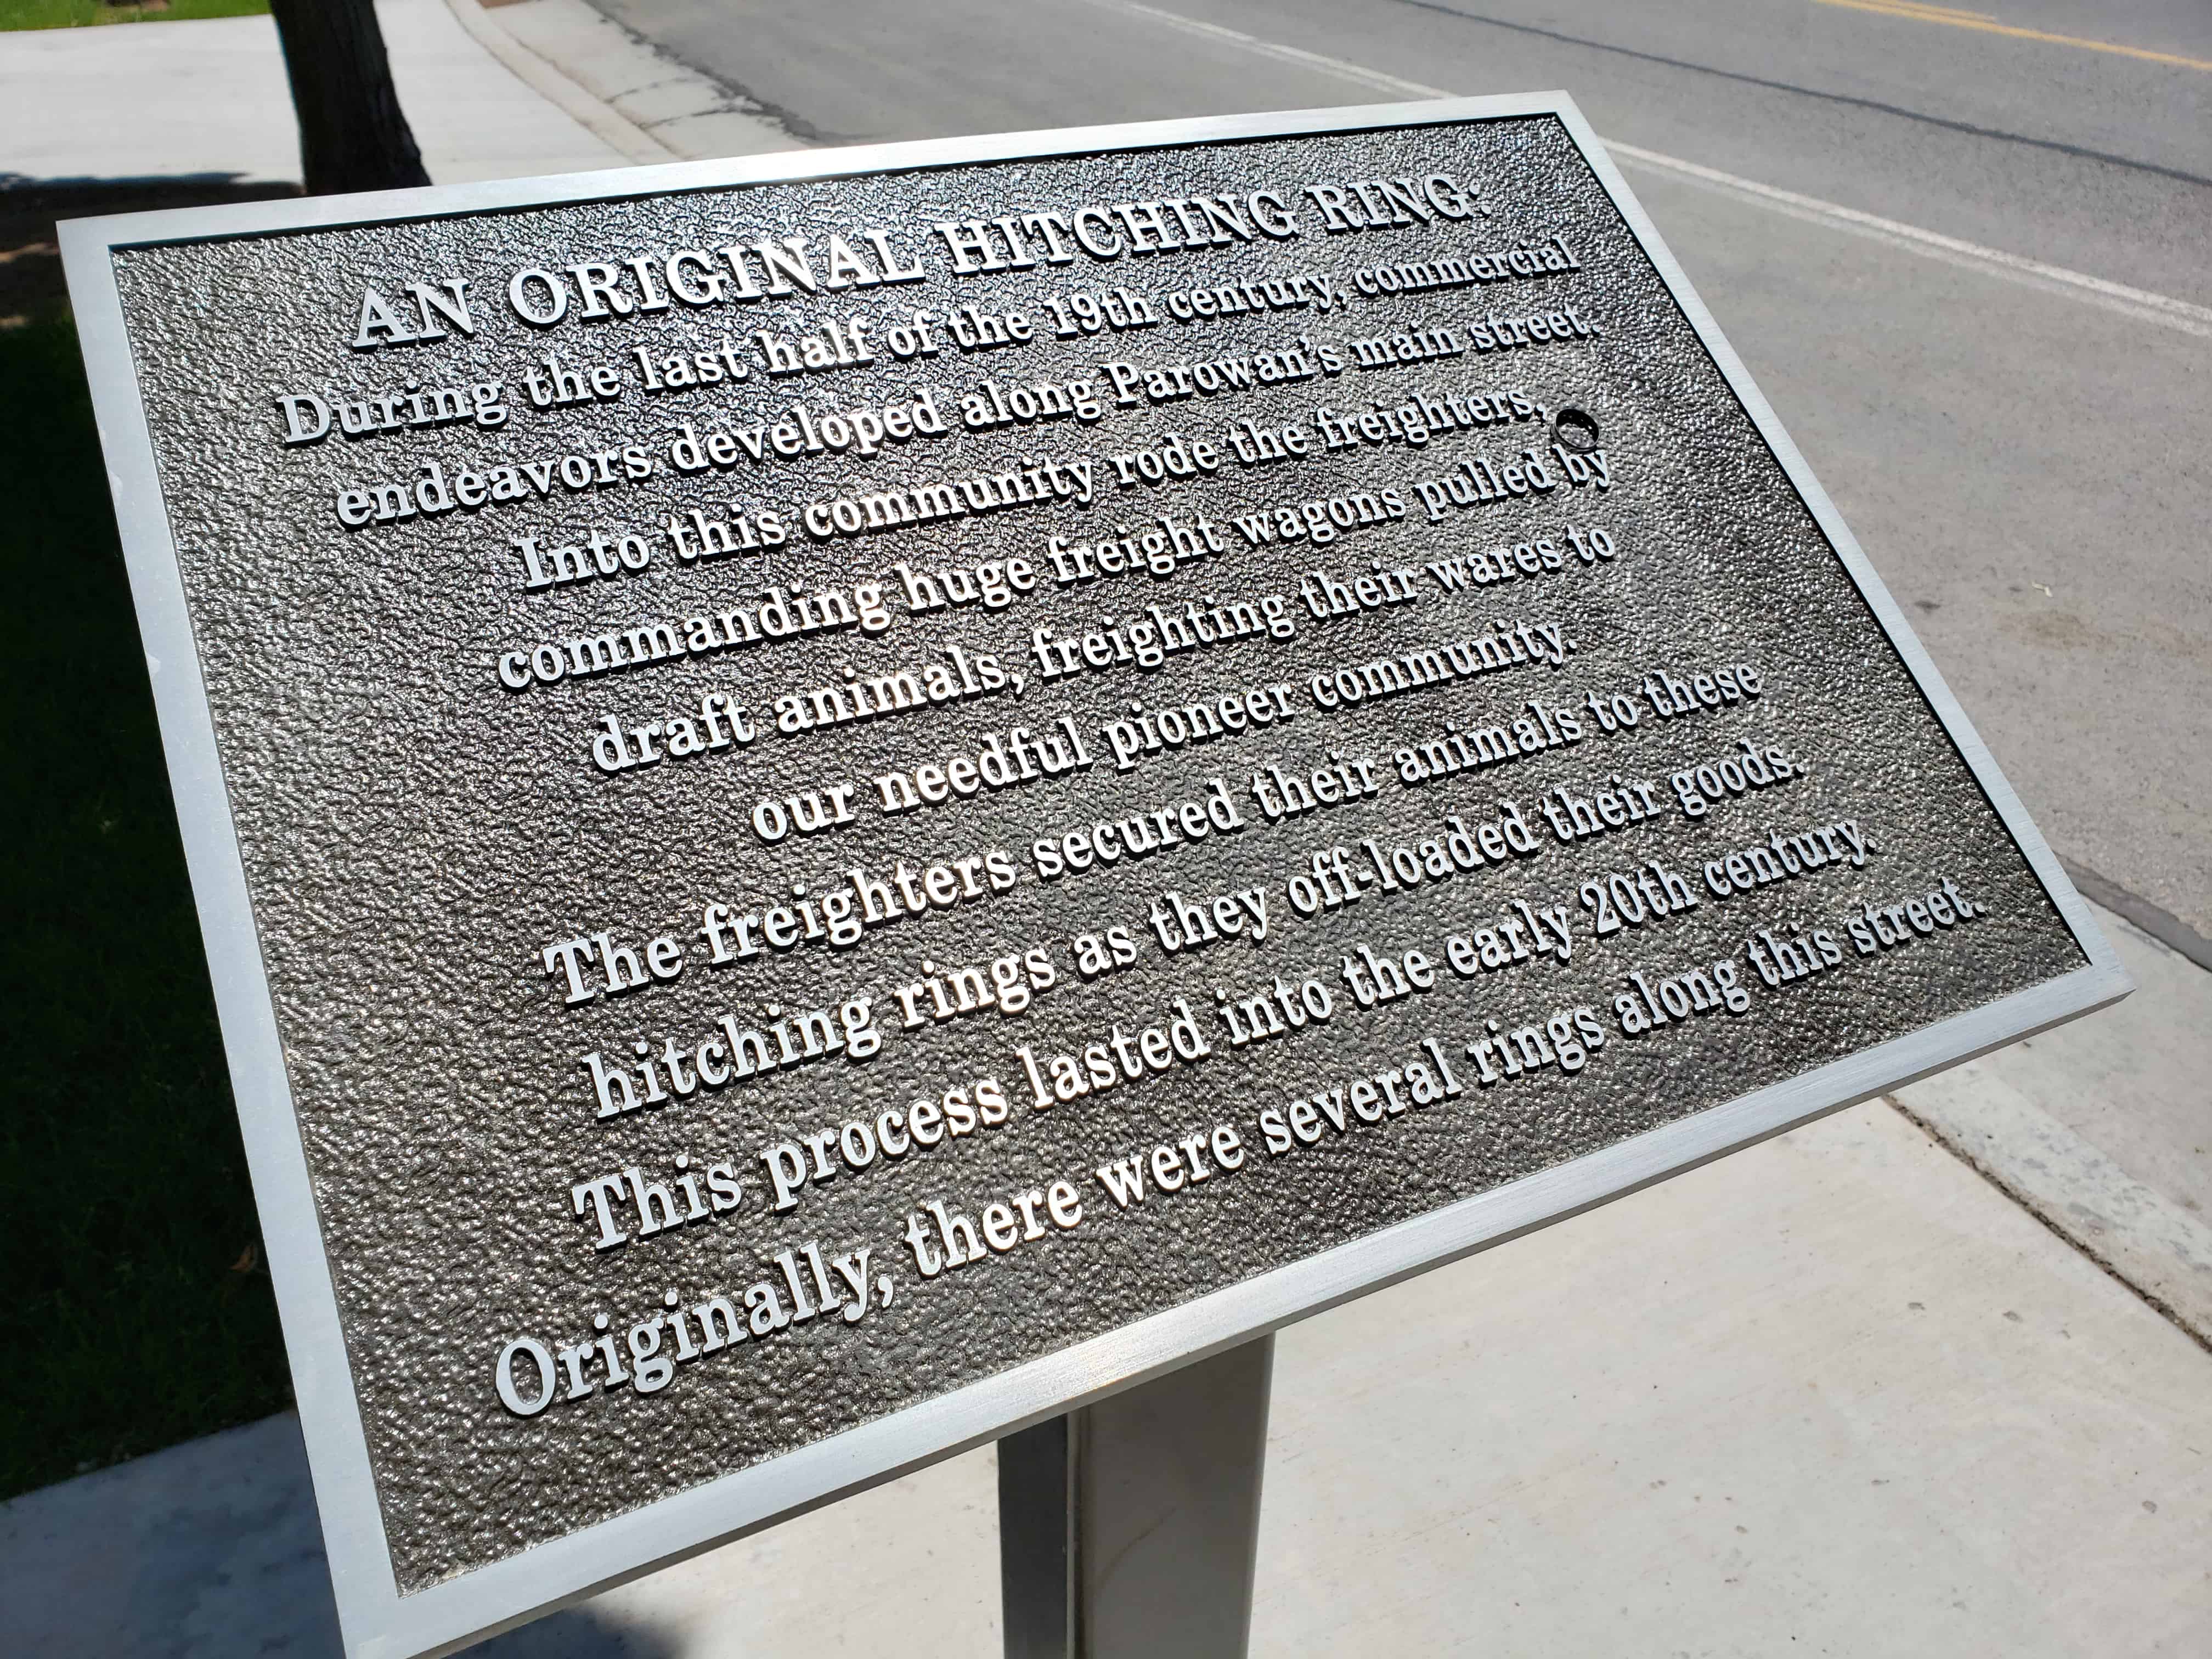 AN ORIGINAL HITCHING RING:
During the last half of the 19th century, commercial
endeavors developed along Parowan's main street.
Into this community rode the freighters,
commanding huge freight wagons pulled by
draft animals, freighting their wares to
our needful pioneer community.
The freighters secured their animals to these
hitching rings as they off-loaded their goods.
This process lasted into the early 20th century.
Originally, there were several rings along this street.